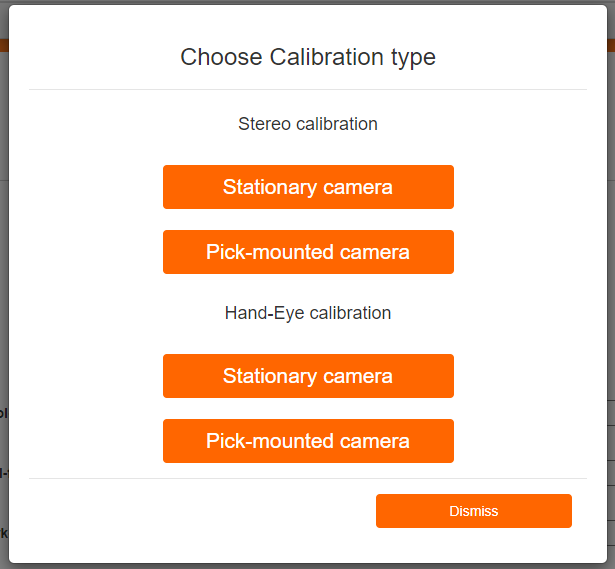 Choose Calibration type
Stereo calibration
Stationary camera
Pick-mounted camera
Hand-Eye calibration
Stationary camera
Pick-mounted camera
Dismiss